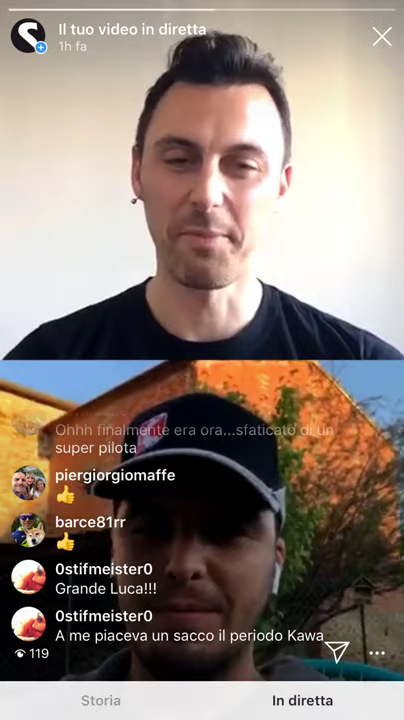 Il tuo video in diretta
1h fa
Ohhh finalmente era ora...sfaticato di un
super pilota
piergiorgiomaffe
👍
barce81rr
👍
0stifmeister0
Grande Luca!!!
0stifmeister0
A me piaceva un sacco il periodo Kawa
119
Storia
In diretta